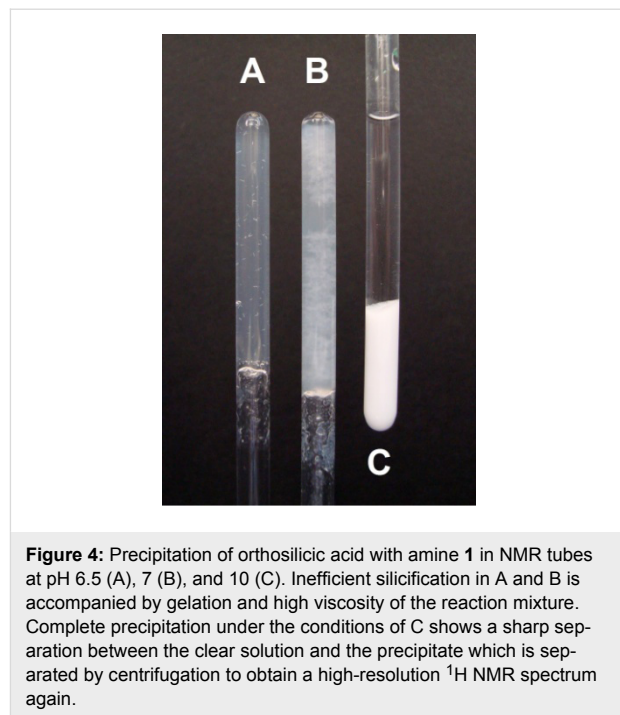 A B
C
Figure 4: Precipitation of orthosilicic acid with amine 1 in NMR tubes
at pH 6.5 (A), 7 (B), and 10 (C). Inefficient silicification in A and B is
accompanied by gelation and high viscosity of the reaction mixture.
Complete precipitation under the conditions of C shows a sharp sep-
aration between the clear solution and the precipitate which is sep-
arated by centrifugation to obtain a high-resolution ¹H NMR spectrum
again.